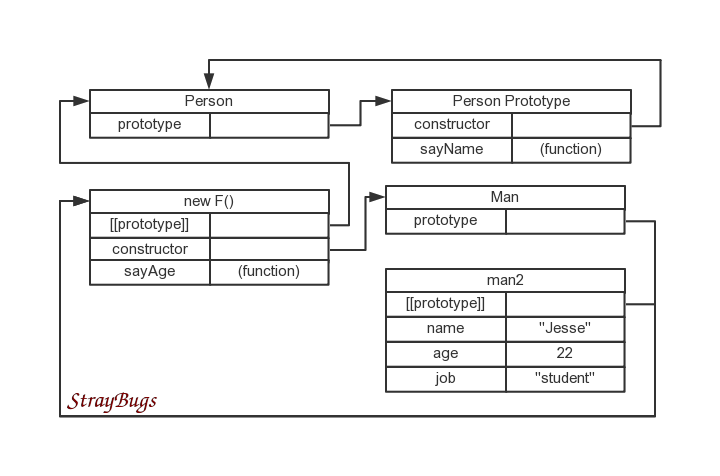 Person
prototype
Person Prototype
constructor
sayName (function)
new F()
[[prototype]]
constructor
sayAge (function)
Man
prototype
man2
[[prototype]]
name "Jesse"
age 22
job "student"
StrayBugs